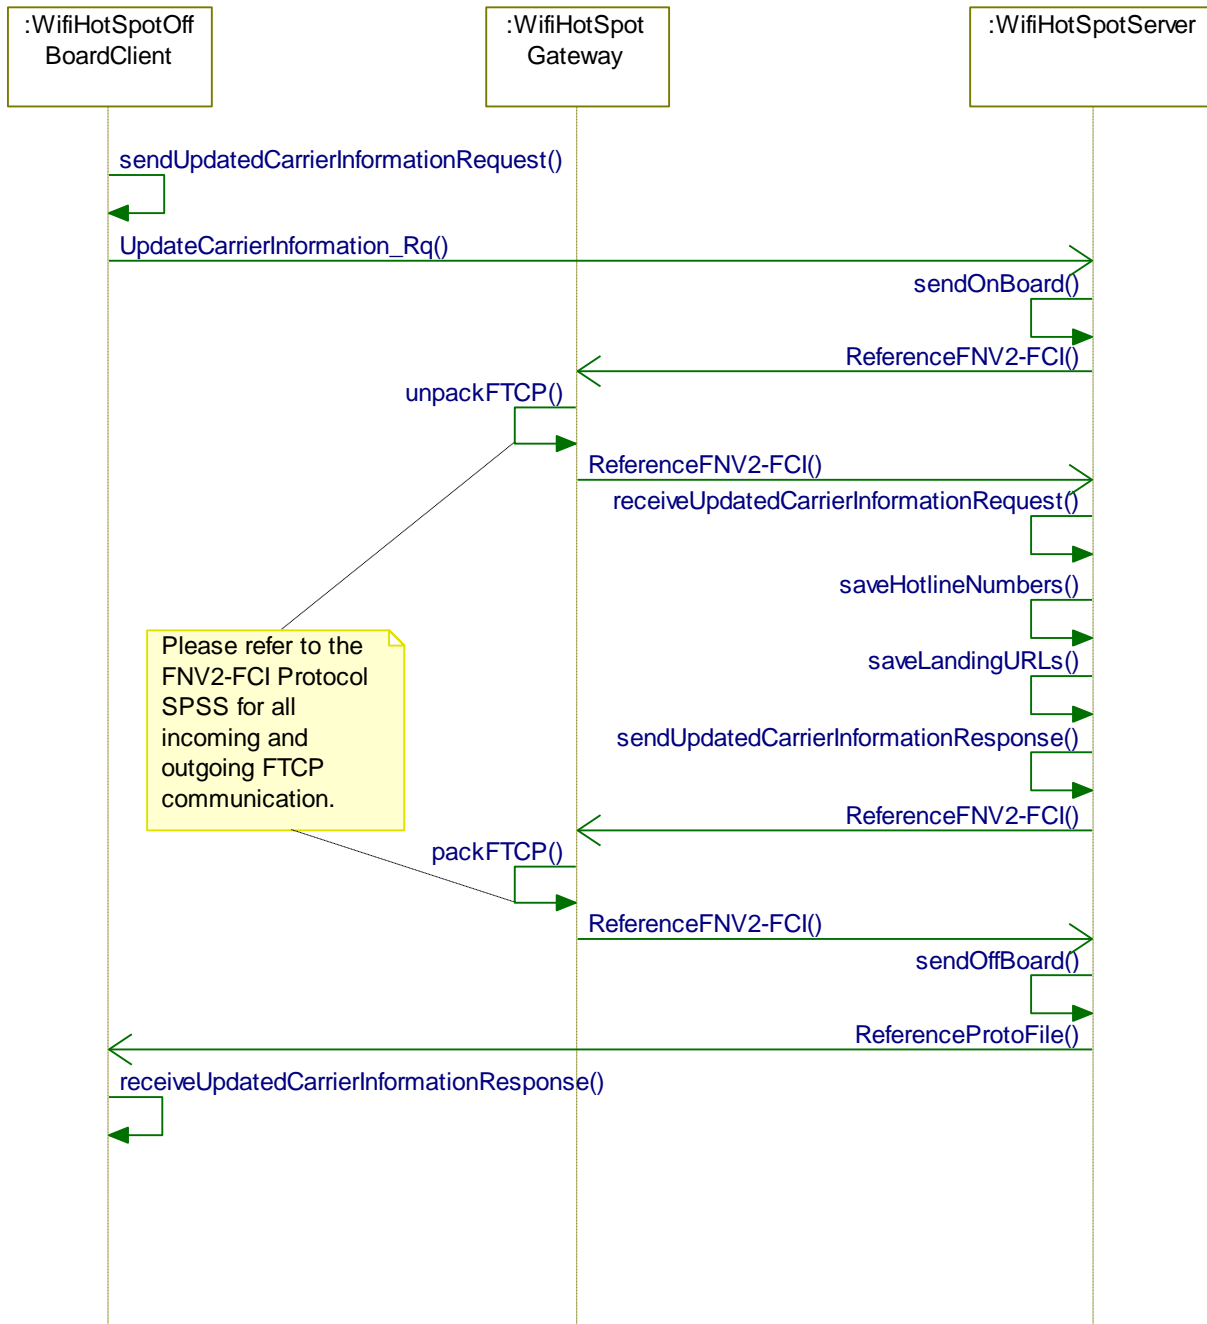 :WifiHotSpotOff
BoardClient
:WifiHotSpot
Gateway
:WifiHotSpotServer
sendUpdatedCarrierInformationRequest()
UpdateCarrierInformation_Rq()
sendOnBoard()
ReferenceFNV2-FCI()
unpackFTCP()
ReferenceFNV2-FCI()
receiveUpdatedCarrierInformationRequest()
saveHotlineNumbers()
Please refer to the
FNV2-FCI Protocol
SPSS for all
incoming and
outgoing FTCP
communication.
saveLandingURLs()
sendUpdatedCarrierInformationResponse()
ReferenceFNV2-FCI()
packFTCP()
ReferenceFNV2-FCI()
sendOffBoard()
ReferenceProtoFile()
receiveUpdatedCarrierInformationResponse()